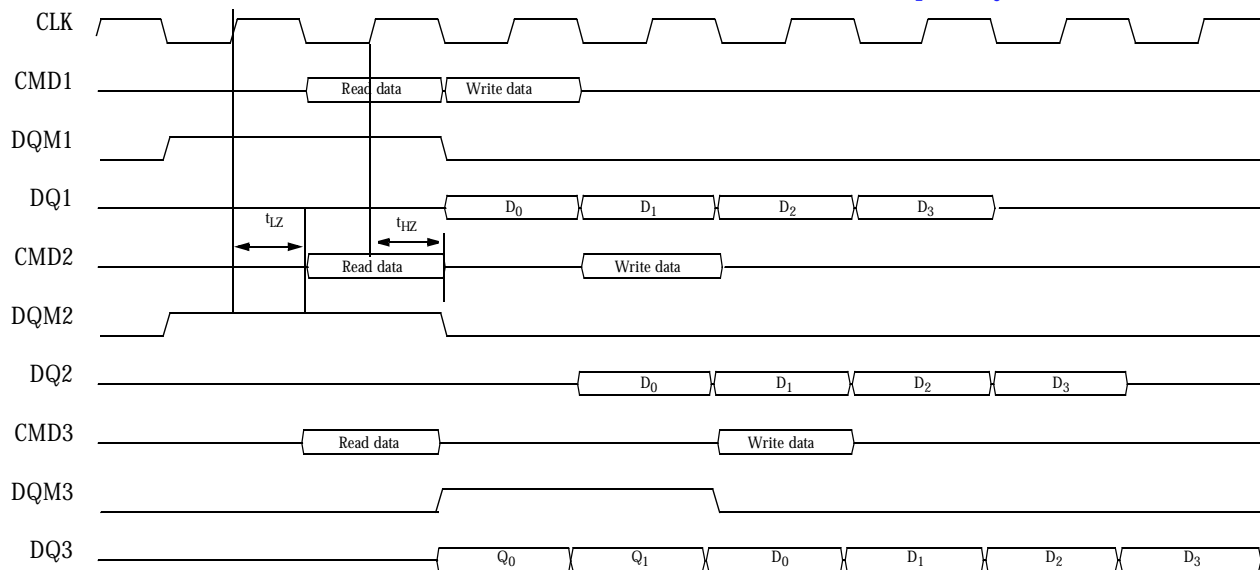 CLK
CMD1 Read data Write data
DQM1
DQ1 D0 D1 D2 D3
tLZ tHZ
CMD2 Read data Write data
DQM2
DQ2 D0 D1 D2 D3
CMD3 Read data Write data
DQM3
DQ3 Q0 Q1 D0 D1 D2 D3